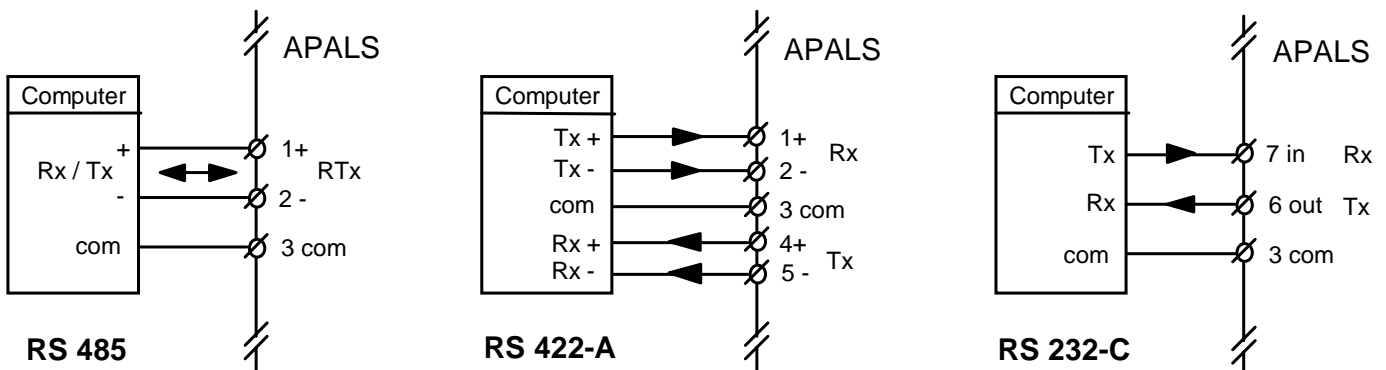 APALS
Computer
+
1+
Rx / Tx
RTx
-
2 -
com
3 com
RS 485
APALS
Computer
Tx +
1+
Rx
Tx -
2 -
com
3 com
Rx +
4+
Tx
Rx -
5 -
RS 422-A
APALS
Computer
Tx
7 in
Rx
Rx
6 out
Tx
com
3 com
RS 232-C